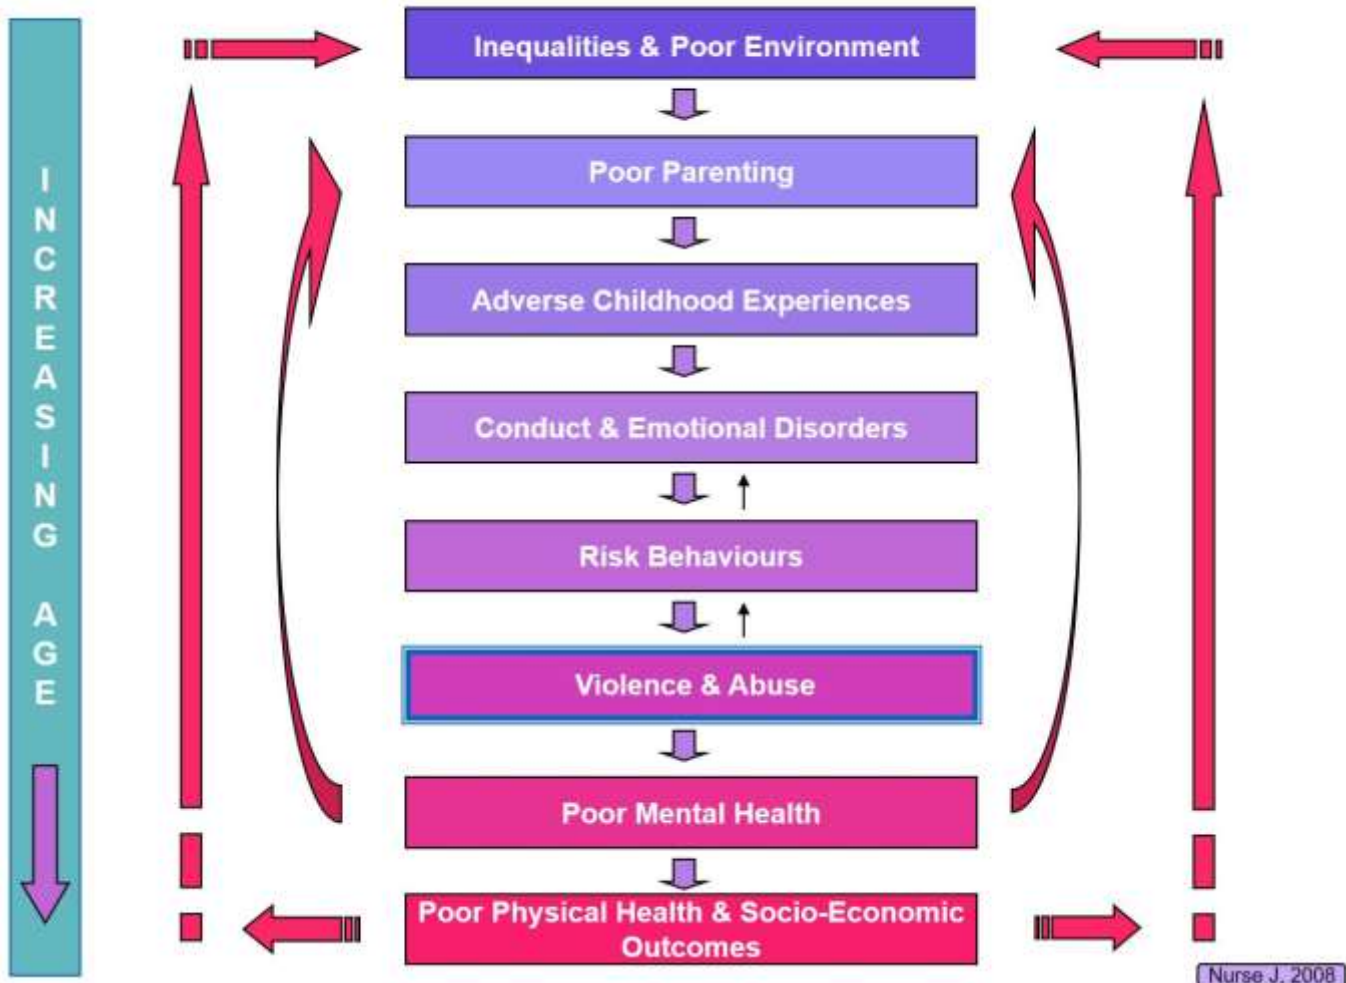 INCREASING AGE
Inequalities & Poor Environment
Poor Parenting
Adverse Childhood Experiences
Conduct & Emotional Disorders
Risk Behaviours
Violence & Abuse
Poor Mental Health
Poor Physical Health & Socio-Economic
Outcomes
Nurse J, 2008